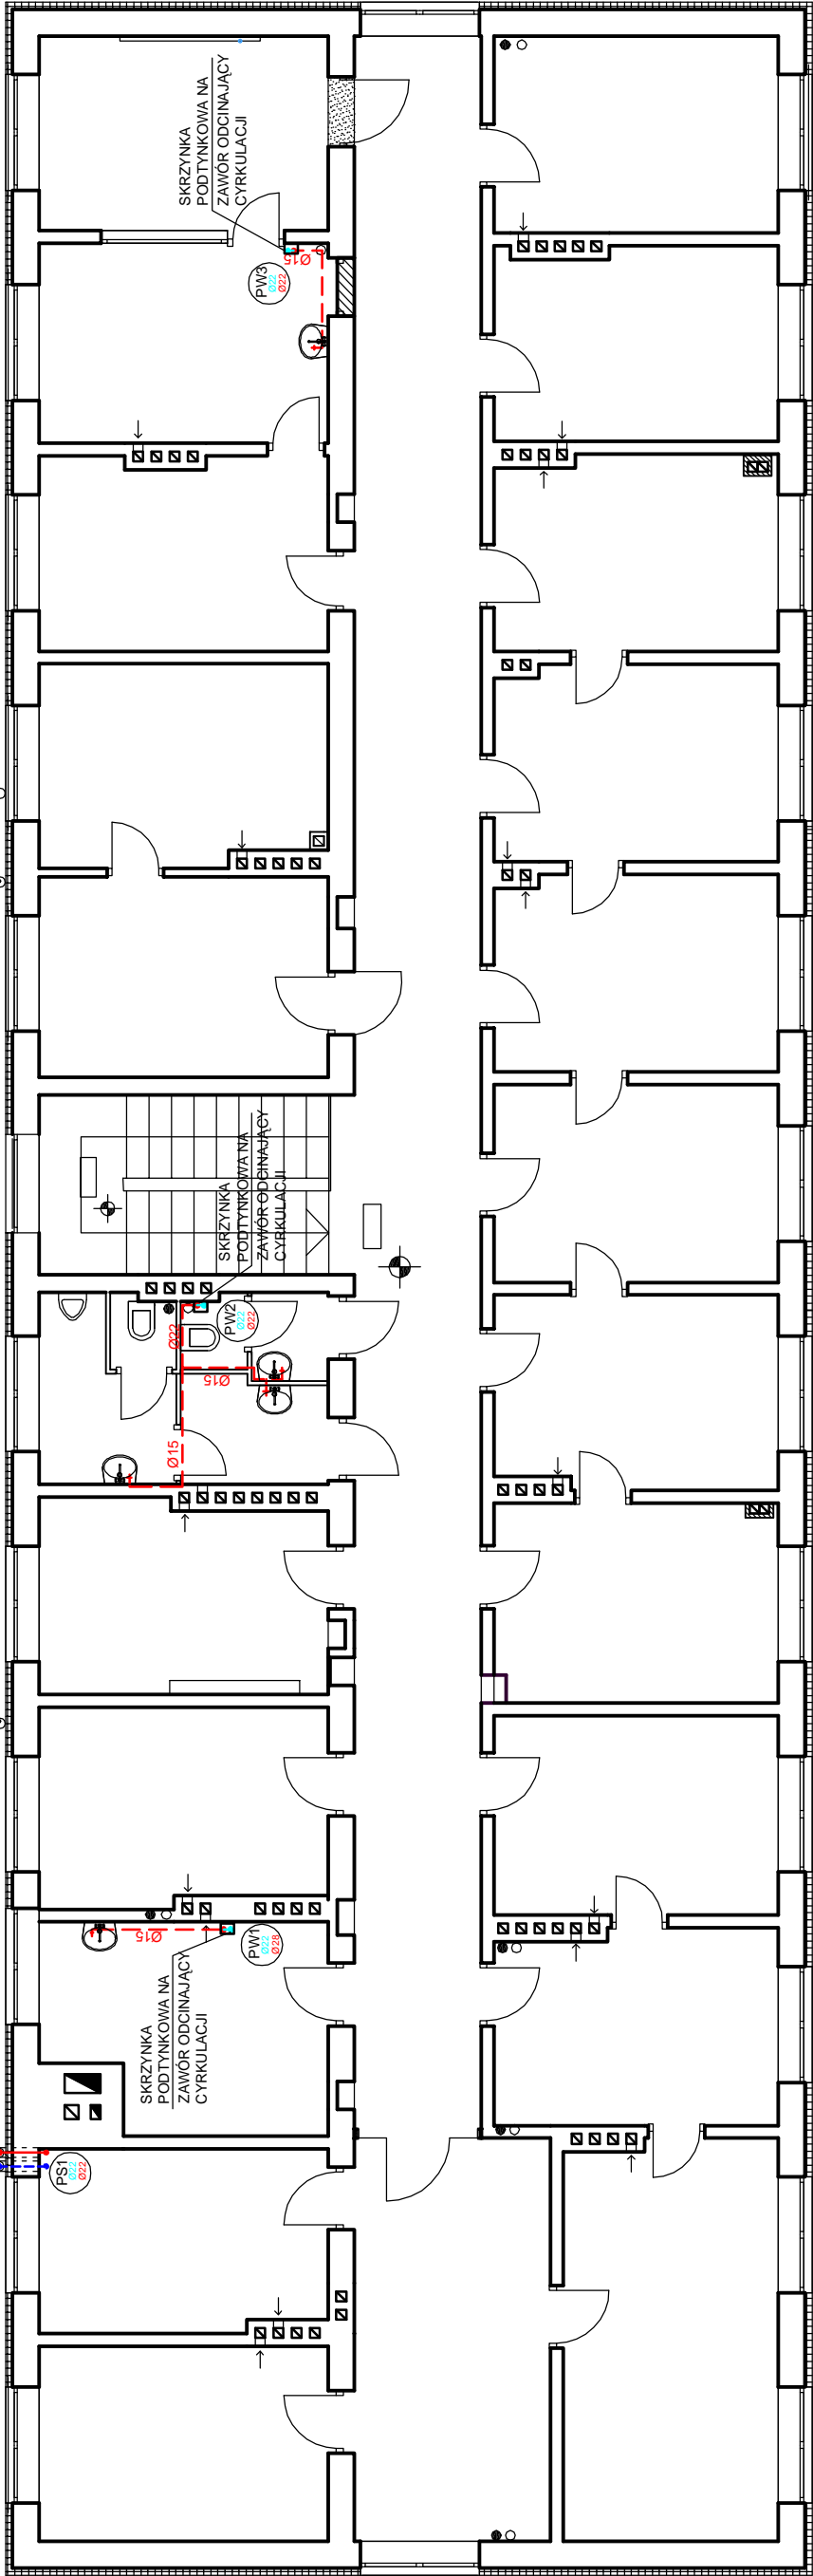 SKRZYNKA
PODTYNKOWA NA
ZAWÓR ODCINAJĄCY
CYRKULACJI
Ø15
PW3
Ø22
Ø22
SKRZYNKA
PODTYNKOWA NA
ZAWÓR ODCINAJĄCY
CYRKULACJI
Ø22
PW2
Ø22
Ø22
Ø15
Ø15
Ø15
PW1
Ø22
Ø28
SKRZYNKA
PODTYNKOWA NA
ZAWÓR ODCINAJĄCY
CYRKULACJI
PS1
Ø22
Ø22